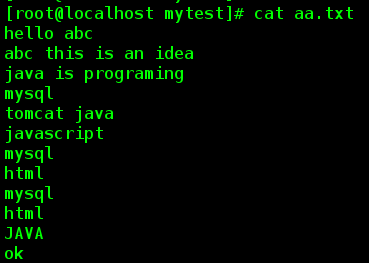 [root@localhost mytest]# cat aa.txt
hello abc
abc this is an idea
java is programing
mysql
tomcat java
javascript
mysql
html
mysql
html
JAVA
ok